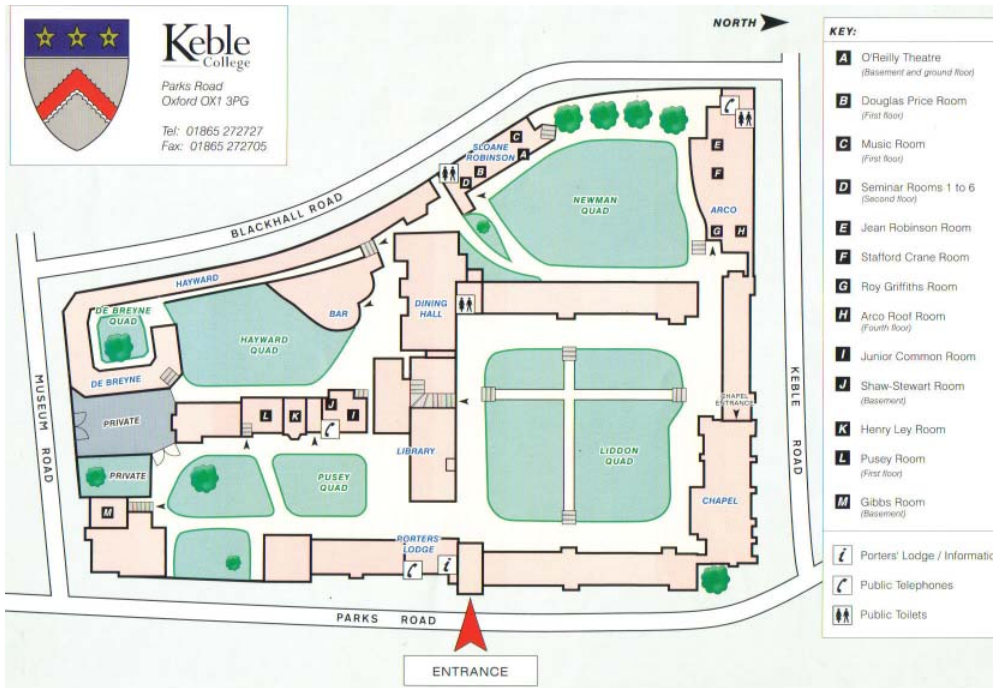 Keble
College
Parks Road
Oxford OX1 3PG
Tel: 01865 272727
Fax: 01865 272705
NORTH
KEY:
A O'Reilly Theatre
(Basement and ground floor)
B Douglas Price Room
(First floor)
C Music Room
(First floor)
D Seminar Rooms 1 to 6
(Second floor)
E Jean Robinson Room
F Stafford Crane Room
G Roy Griffiths Room
H Arco Roof Room
(Fourth floor)
I Junior Common Room
J Shaw-Stewart Room
(Basement)
K Henry Ley Room
L Pusey Room
(First floor)
M Gibbs Room
(Basement)
i Porters' Lodge / Informatic
Public Telephones
Public Toilets
BLACKHALL ROAD
SLOANE
ROBINSON
C
A
B
D
NEWMAN
QUAD
E
F
ARCO
G H
HAYWARD
DE BREYNE
QUAD
BAR
HAYWARD
QUAD
DINING
HALL
DE BREYNE
MUSEUM ROAD
PRIVATE
PRIVATE
L K J I
LIBRARY
PUSEY
QUAD
M
LIDDON
QUAD
CHAPEL
ENTRANCE
CHAPEL
KEBLE ROAD
PORTERS
LODGE
i
PARKS ROAD
ENTRANCE